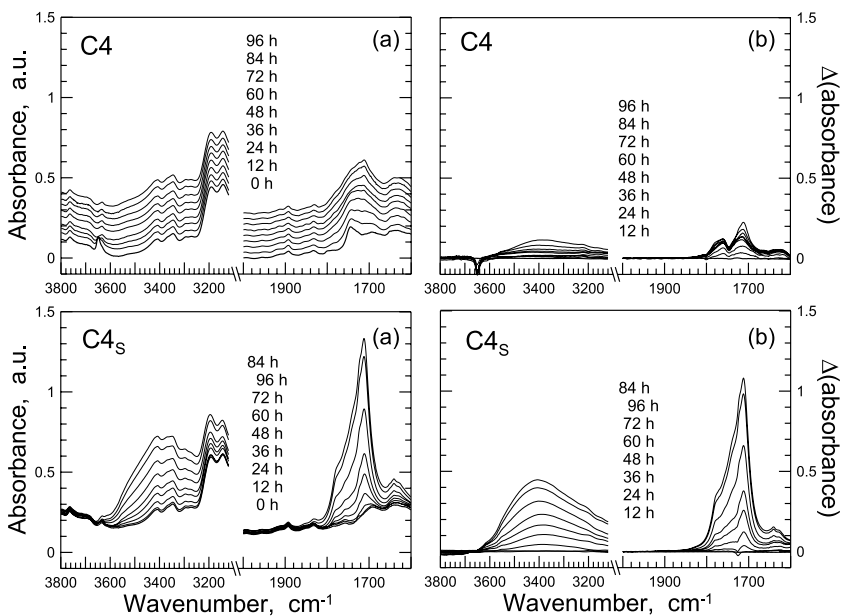 1.5
C4
96 h
(a)
84 h
72 h
60 h
48 h
36 h
24 h
12 h
0 h
1
0.5
0
Absorbance, a.u.
3800
3600
3400
3200
1900
1700
C4
(b)
1.5
96 h
84 h
72 h
60 h
48 h
36 h
24 h
12 h
1
0.5
0
Δ(absorbance)
3800
3600
3400
3200
1900
1700
1.5
C4S
(a)
84 h
96 h
72 h
60 h
48 h
36 h
24 h
12 h
0 h
1
0.5
0
Absorbance, a.u.
3800
3600
3400
3200
1900
1700
Wavenumber, cm-1
C4S
(b)
1.5
84 h
96 h
72 h
60 h
48 h
36 h
24 h
12 h
1
0.5
0
Δ(absorbance)
3800
3600
3400
3200
1900
1700
Wavenumber, cm-1